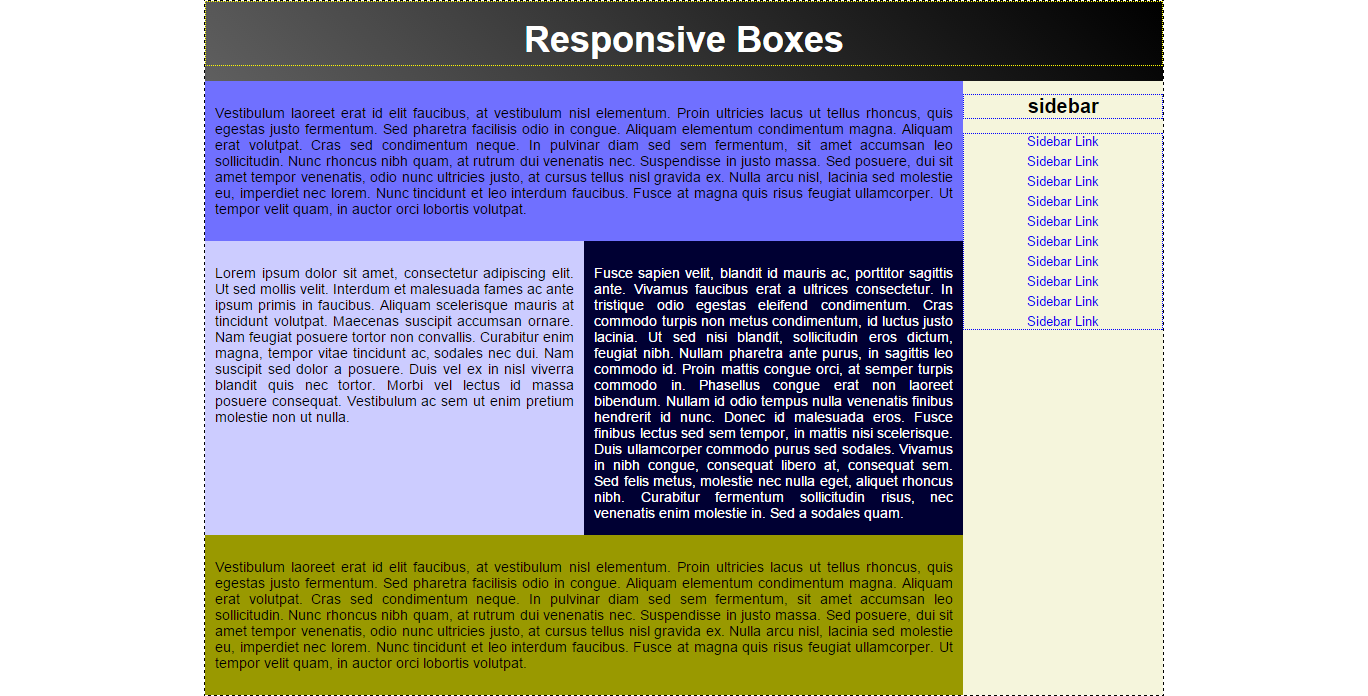 Responsive Boxes
Vestibulum laoreet erat id elit faucibus, at vestibulum nisl elementum. Proin ultricies lacus ut tellus rhoncus, quis
egestas justo fermentum. Sed pharetra facilisis odio in congue. Aliquam elementum condimentum magna. Aliquam
erat volutpat. Cras sed condimentum neque. In pulvinar diam sed sem fermentum, sit amet accumsan leo
sollicitudin. Nunc rhoncus nibh quam, at rutrum dui venenatis nec. Suspendisse in justo massa. Sed posuere, dui sit
amet tempor venenatis, odio nunc ultricies justo, at cursus tellus nisl gravida ex. Nulla arcu nisl, lacinia sed molestie
eu, imperdiet nec lorem. Nunc tincidunt et leo interdum faucibus. Fusce at magna quis risus feugiat ullamcorper. Ut
tempor velit quam, in auctor orci lobortis volutpat.
Lorem ipsum dolor sit amet, consectetur adipiscing elit.
Ut sed mollis velit. Interdum et malesuada fames ac ante
ipsum primis in faucibus. Aliquam scelerisque mauris at
tincidunt volutpat. Maecenas suscipit accumsan ornare.
Nam feugiat posuere tortor non convallis. Curabitur enim
magna, tempor vitae tincidunt ac, sodales nec dui. Nam
suscipit sed dolor a posuere. Duis vel ex in nisl viverra
blandit quis nec tortor. Morbi vel lectus id massa
posuere consequat. Vestibulum ac sem ut enim pretium
molestie non ut nulla.
Fusce sapien velit, blandit id mauris ac, porttitor sagittis
ante. Vivamus faucibus erat a ultrices consectetur. In
tristique odio egestas eleifend condimentum. Cras
commodo turpis non metus condimentum, id luctus justo
lacinia. Ut sed nisi blandit, sollicitudin eros dictum,
feugiat nibh. Nullam pharetra ante purus, in sagittis leo
commodo id. Proin mattis congue orci, at semper turpis
commodo in. Phasellus congue erat non laoreet
bibendum. Nullam id odio tempus nulla venenatis finibus
hendrerit id nunc. Donec id malesuada eros. Fusce
finibus lectus sed sem tempor, in mattis nisi scelerisque.
Duis ullamcorper commodo purus sed sodales. Vivamus
in nibh congue, consequat libero at, consequat sem.
Sed felis metus, molestie nec nulla eget, aliquet rhoncus
nibh. Curabitur fermentum sollicitudin risus, nec
venenatis enim molestie in. Sed a sodales quam.
Vestibulum laoreet erat id elit faucibus, at vestibulum nisl elementum. Proin ultricies lacus ut tellus rhoncus, quis
egestas justo fermentum. Sed pharetra facilisis odio in congue. Aliquam elementum condimentum magna. Aliquam
erat volutpat. Cras sed condimentum neque. In pulvinar diam sed sem fermentum, sit amet accumsan leo
sollicitudin. Nunc rhoncus nibh quam, at rutrum dui venenatis nec. Suspendisse in justo massa. Sed posuere, dui sit
amet tempor venenatis, odio nunc ultricies justo, at cursus tellus nisl gravida ex. Nulla arcu nisl, lacinia sed molestie
eu, imperdiet nec lorem. Nunc tincidunt et leo interdum faucibus. Fusce at magna quis risus feugiat ullamcorper. Ut
tempor velit quam, in auctor orci lobortis volutpat.
sidebar
Sidebar Link
Sidebar Link
Sidebar Link
Sidebar Link
Sidebar Link
Sidebar Link
Sidebar Link
Sidebar Link
Sidebar Link
Sidebar Link